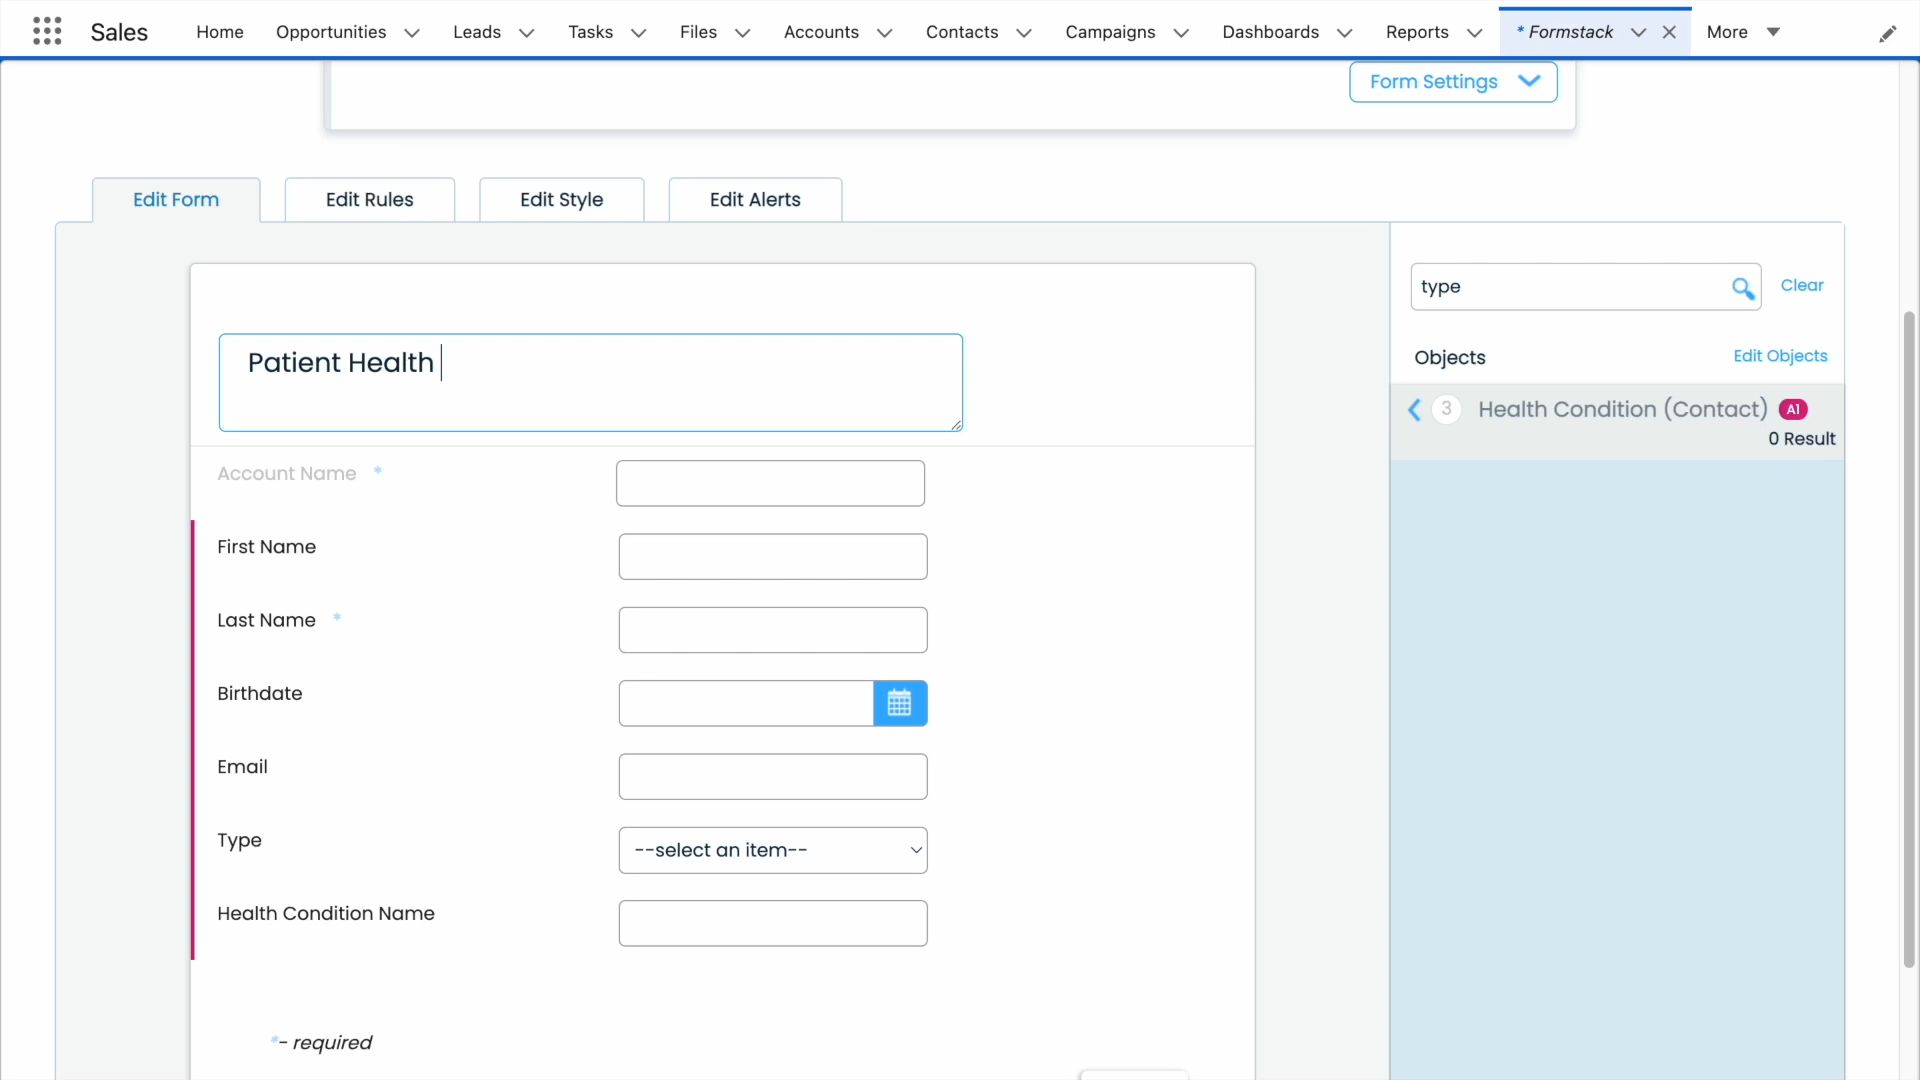 Sales
Home
Opportunities
Leads
Tasks
Files
Accounts
Contacts
Campaigns
Dashboards
Reports
* Formstack
More
Form Settings
Edit Form
Edit Rules
Edit Style
Edit Alerts
Patient Health
Account Name *
First Name
Last Name *
Birthdate
Email
Type
--select an item--
Health Condition Name
*- required
type
Clear
Objects
Edit Objects
3 Health Condition (Contact) A1
0 Result